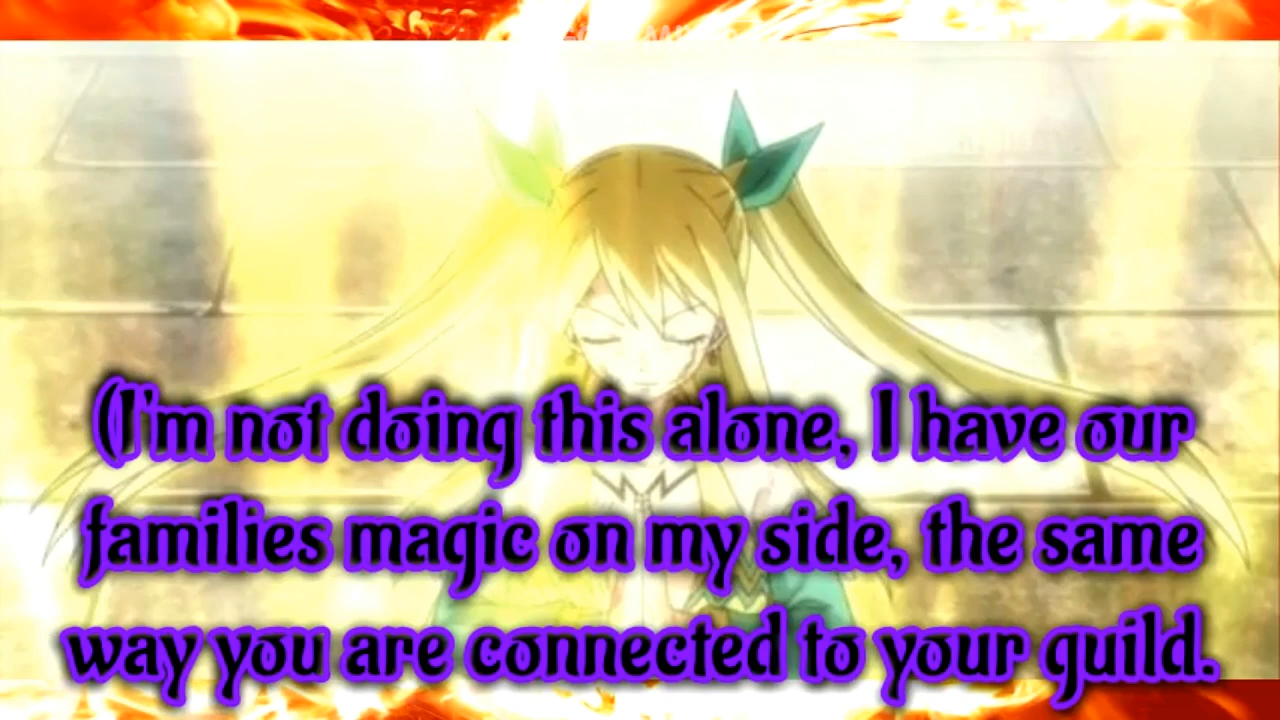 (I'm not doing this alone, I have our
families magic on my side, the same
way you are connected to your guild.